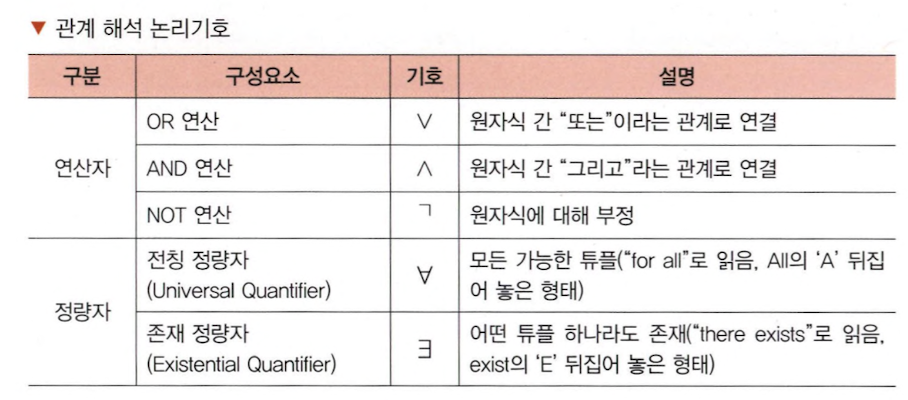 ▼ 관계 해석 논리기호
구분 구성요소 기호 설명
연산자
OR 연산 ∨ 원자식 간 “또는”이라는 관계로 연결
AND 연산 ∧ 원자식 간 “그리고”라는 관계로 연결
NOT 연산 ㄱ 원자식에 대해 부정
정량자
전칭 정량자
(Universal Quantifier)
∀
모든 가능한 튜플(“for all”로 읽음, All의 ‘A’ 뒤집
어 놓은 형태)
존재 정량자
(Existential Quantifier)
∃
어떤 튜플 하나라도 존재(“there exists”로 읽음,
exist의 ‘E’ 뒤집어 놓은 형태)